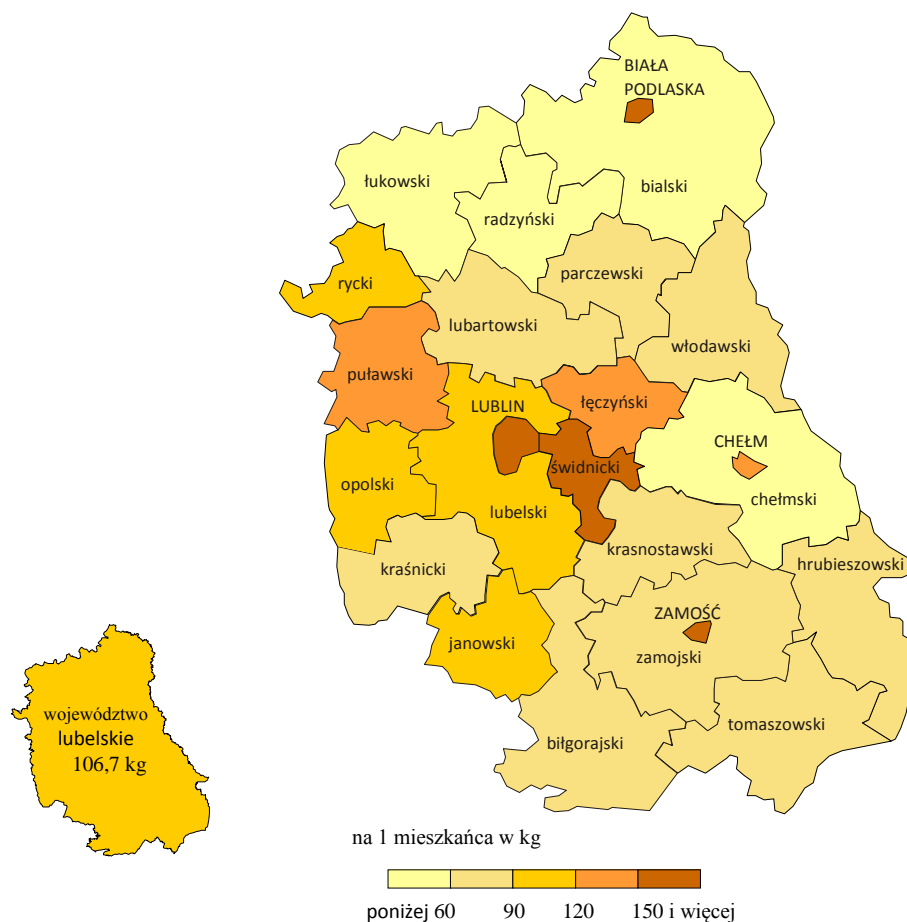 BIAŁA
PODLASKA
łukowski
bialski
radzyński
rycki
parczewski
lubartowski
włodawski
puławski
łęczyński
LUBLIN
CHEŁM
świdnicki
opolski
chełmski
lubelski
krasnostawski
hrubieszowski
kraśnicki
ZAMOŚĆ
janowski
zamojski
tomaszowski
biłgorajski
województwo
lubelskie
106,7 kg
na 1 mieszkańca w kg
poniżej 60 90 120 150 i więcej